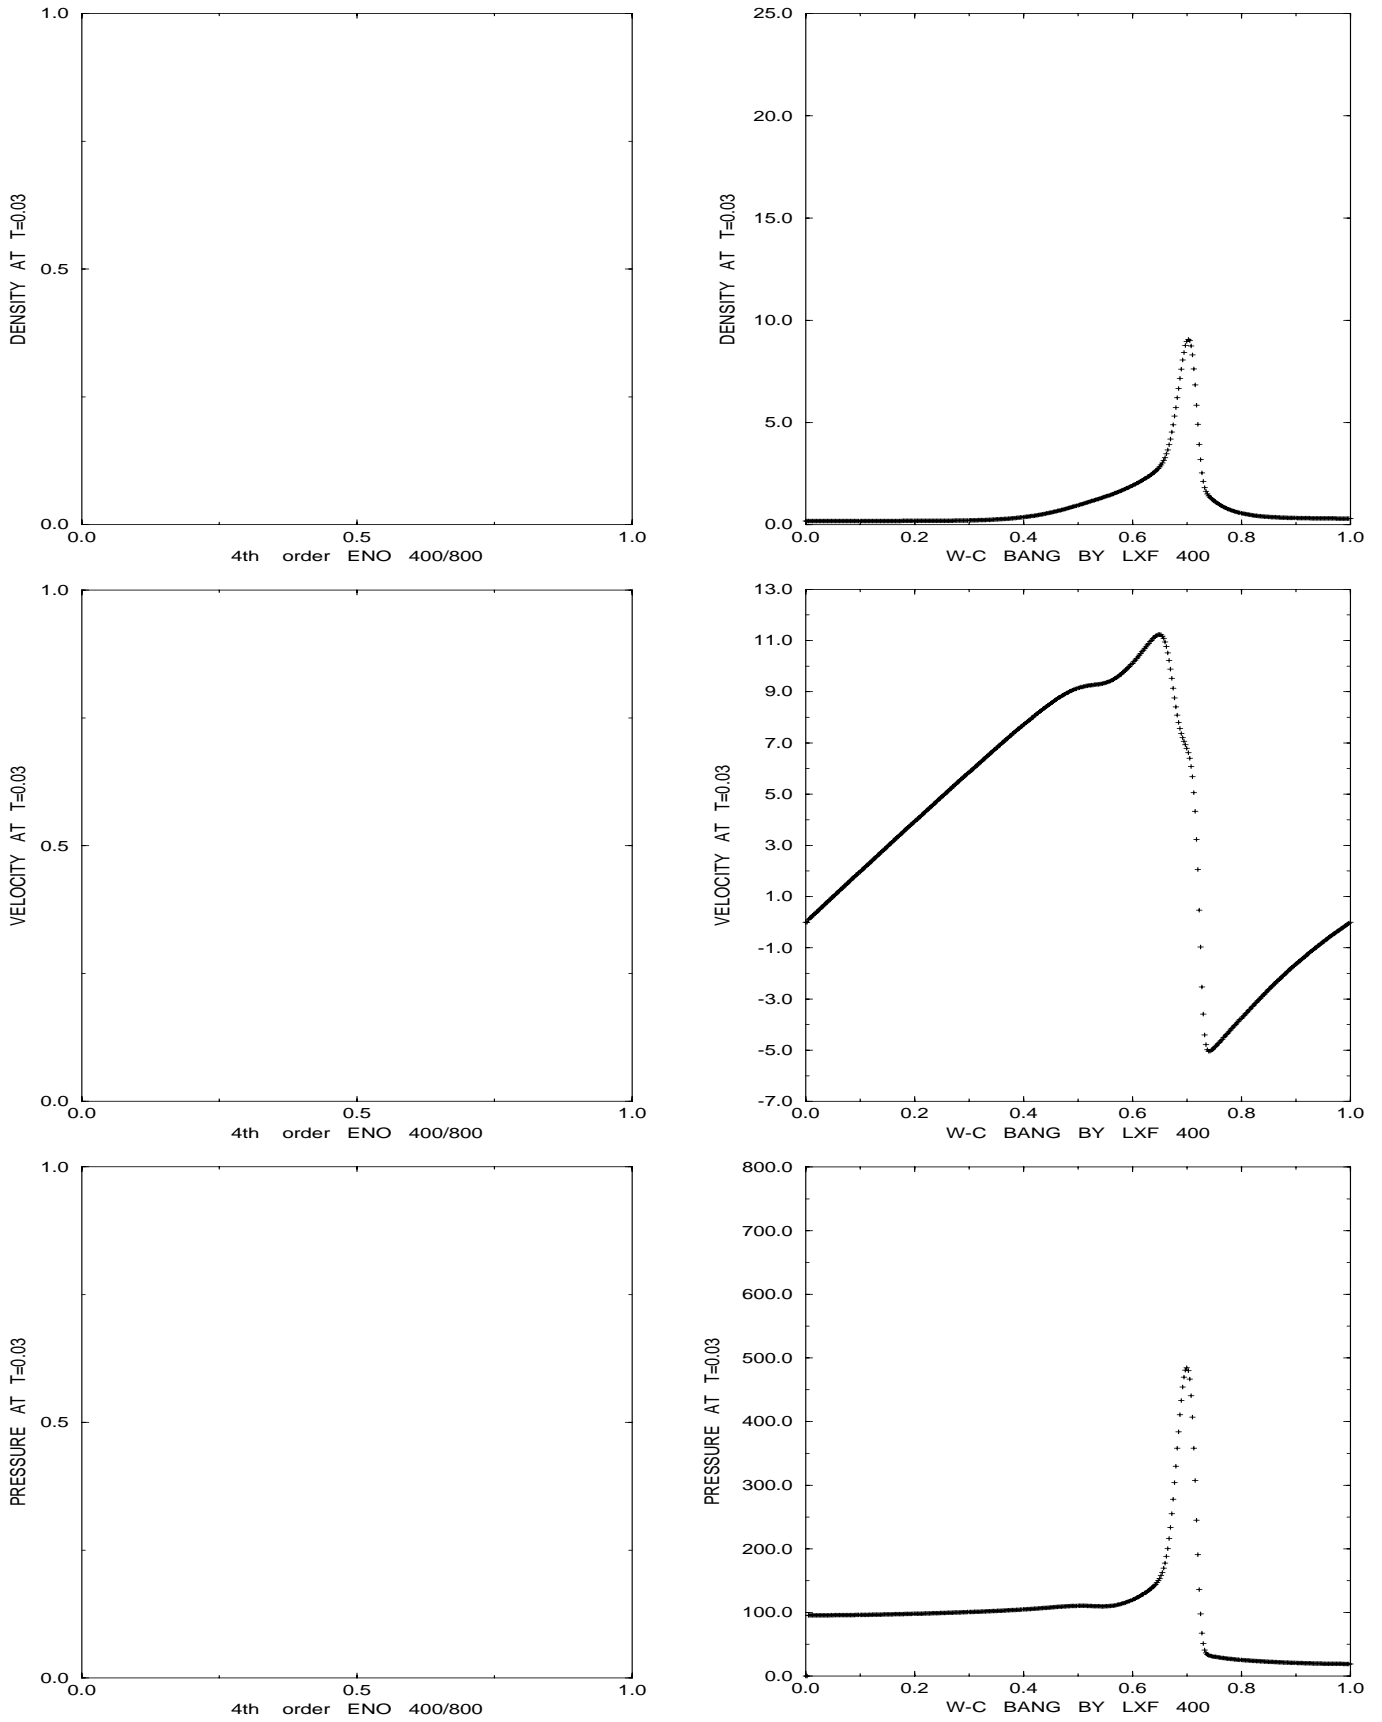 1.0
0.5
0.0
0.0 0.5 1.0
DENSITY AT T=0.03
4th order ENO 400/800
25.0
20.0
15.0
10.0
5.0
0.0
0.0 0.2 0.4 0.6 0.8 1.0
DENSITY AT T=0.03
W-C BANG BY LXF 400
1.0
0.5
0.0
0.0 0.5 1.0
VELOCITY AT T=0.03
4th order ENO 400/800
13.0
11.0
9.0
7.0
5.0
3.0
1.0
-1.0
-3.0
-5.0
-7.0
0.0 0.2 0.4 0.6 0.8 1.0
VELOCITY AT T=0.03
W-C BANG BY LXF 400
1.0
0.5
0.0
0.0 0.5 1.0
PRESSURE AT T=0.03
4th order ENO 400/800
800.0
700.0
600.0
500.0
400.0
300.0
200.0
100.0
0.0
0.0 0.2 0.4 0.6 0.8 1.0
PRESSURE AT T=0.03
W-C BANG BY LXF 400